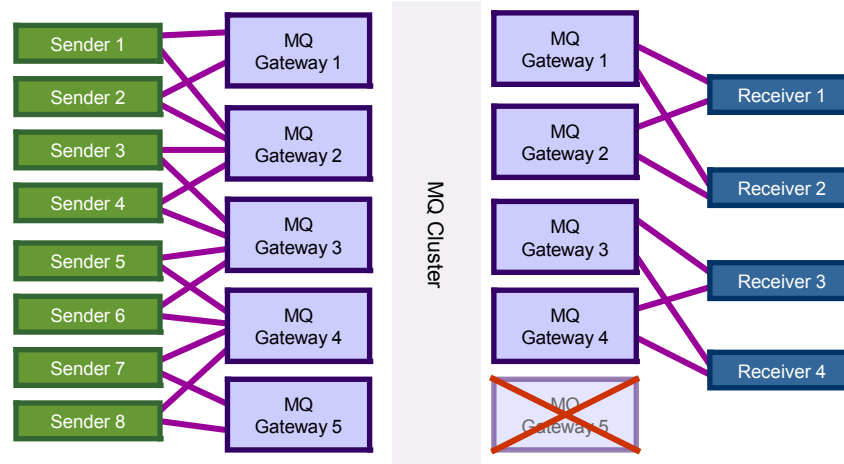 Sender 1
Sender 2
Sender 3
Sender 4
Sender 5
Sender 6
Sender 7
Sender 8
MQ
Gateway 1
MQ
Gateway 2
MQ
Gateway 3
MQ
Gateway 4
MQ
Gateway 5
MQ Cluster
MQ
Gateway 1
MQ
Gateway 2
MQ
Gateway 3
MQ
Gateway 4
MQ
Gateway 5
Receiver 1
Receiver 2
Receiver 3
Receiver 4